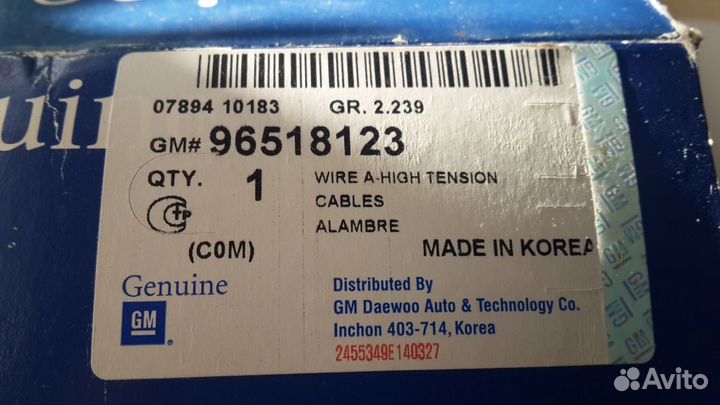 uin
07894 10183 GR. 2.239
GM# 96518123
QTY. 1 WIRE A-HIGH TENSION
CABLES
ALAMBRE
(C0M) MADE IN KOREA
Genuine
GM
Distributed By
GM Daewoo Auto & Technology Co.
Inchon 403-714, Korea
2455349E140327
GM
Avito